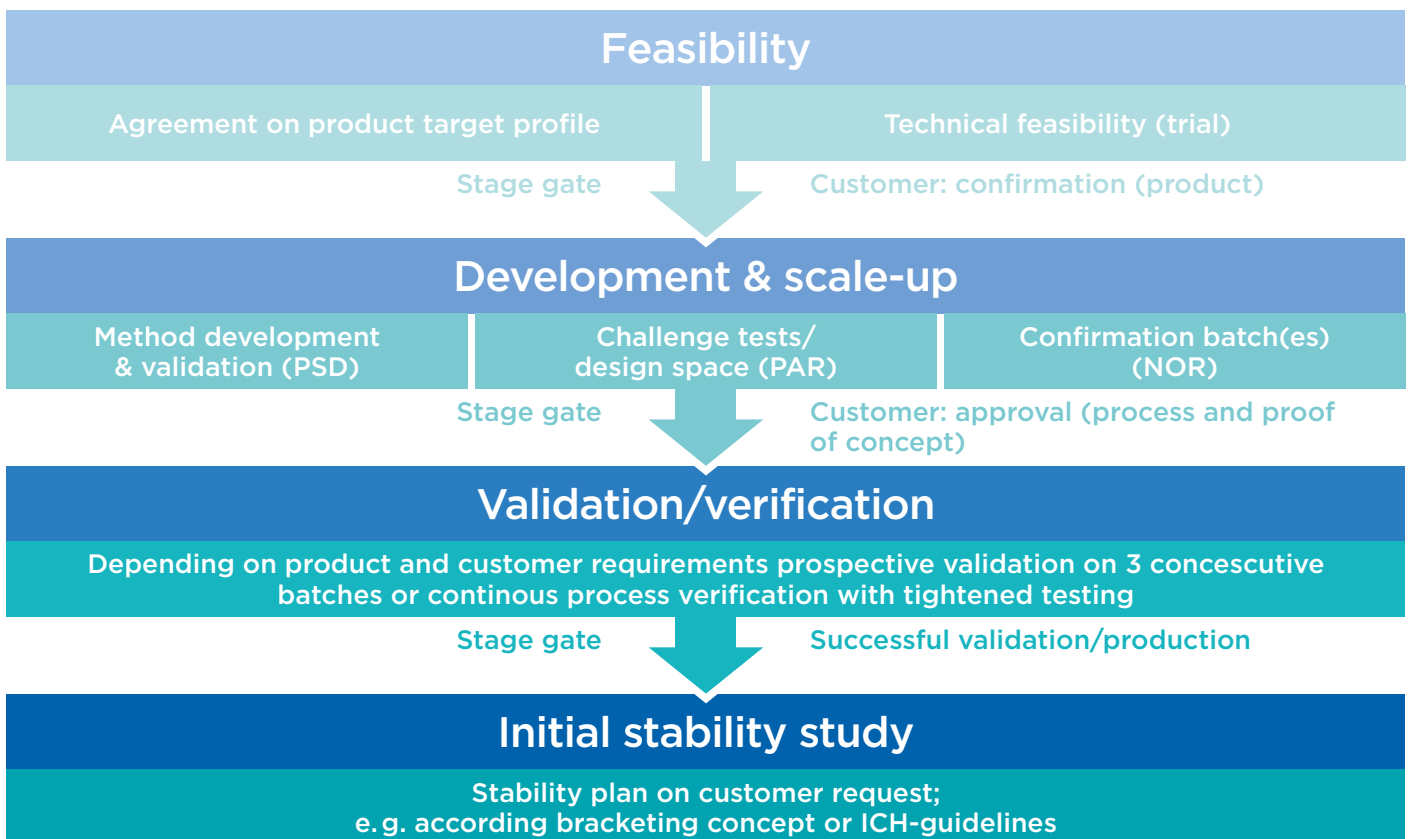 Feasibility
Agreement on product target profile
Technical feasibility (trial)
Stage gate
Customer: confirmation (product)
Development & scale-up
Method development
& validation (PSD)
Challenge tests/
design space (PAR)
Confirmation batch(es)
(NOR)
Stage gate
Customer: approval (process and proof
of concept)
Validation/verification
Depending on product and customer requirements prospective validation on 3 concescutive
batches or continous process verification with tightened testing
Stage gate
Successful validation/production
Initial stability study
Stability plan on customer request;
e. g. according bracketing concept or ICH-guidelines